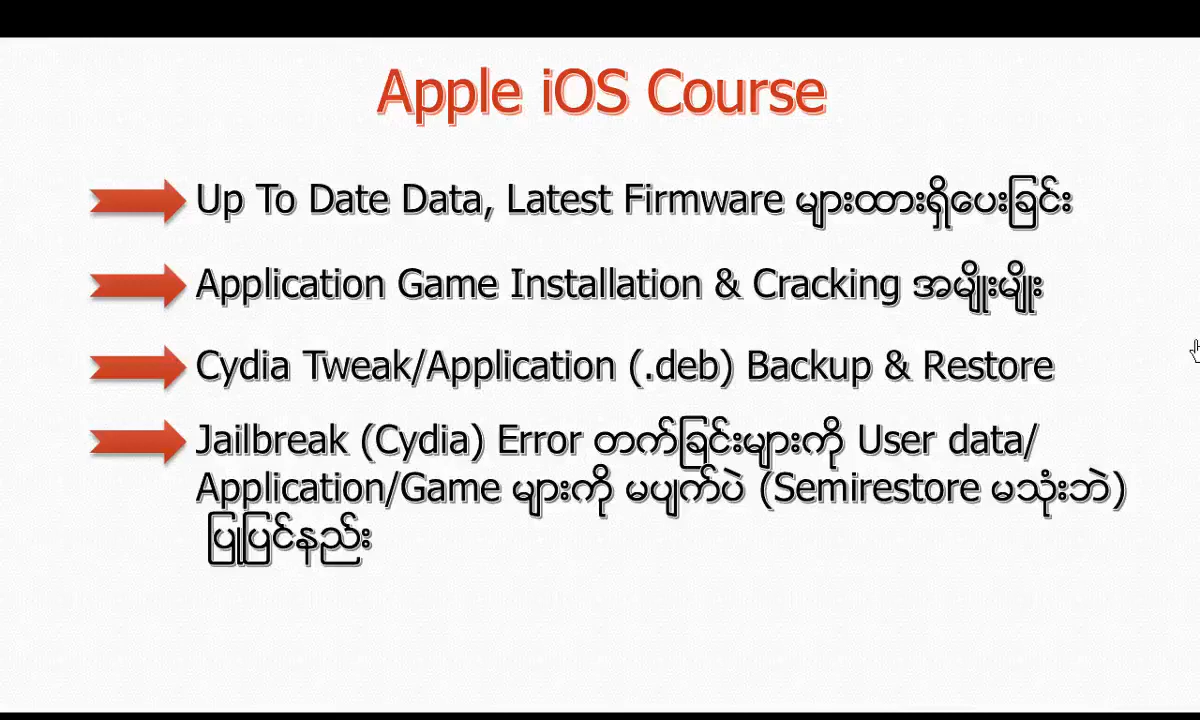 Apple iOS Course
Up To Date Data, Latest Firmware များထားရှိပေးခြင်း
Application Game Installation & Cracking အမျိုးမျိုး
Cydia Tweak/Application (.deb) Backup & Restore
Jailbreak (Cydia) Error တက်ခြင်းများကို User data/
Application/Game များကို မပျက်ပဲ (Semirestore မသုံးဘဲ)
ပြုပြင်နည်း